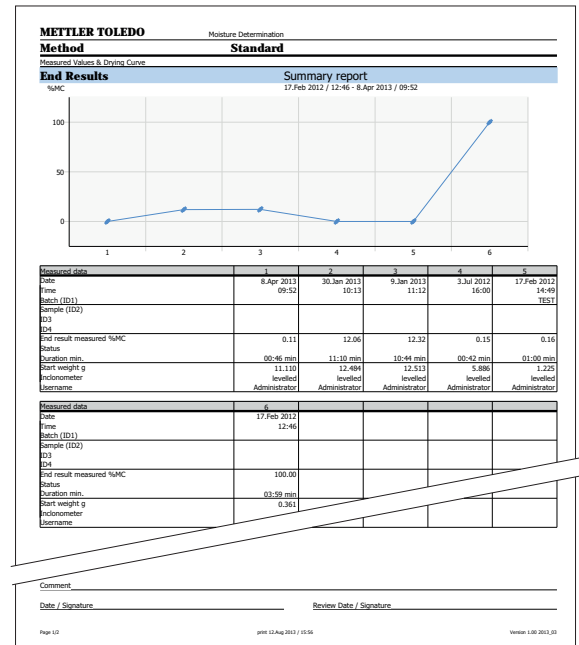 METTLER TOLEDO Moisture Determination
Method Standard
Measured Values & Drying Curve
End Results Summary report
%MC 17.Feb 2012 / 12:46 - 8.Apr 2013 / 09:52
100
50
0
1 2 3 4 5 6
Measured data 1 2 3 4 5
Date 8.Apr 2013 30.Jan 2013 9.Jan 2013 3.Jul 2012 17.Feb 2012
Time 09:52 10:13 11:12 16:00 14:49
Batch (ID1) TEST
Sample (ID2)
ID3
ID4
End result measured %MC 0.11 12.06 12.32 0.15 0.16
Status
Duration min. 00:46 min 11:10 min 10:44 min 00:42 min 01:00 min
Start weight g 11.110 12.484 12.513 5.886 1.225
Inclonometer levelled levelled levelled levelled levelled
Username Administrator Administrator Administrator Administrator Administrator
Measured data 6
Date 17.Feb 2012
Time 12:46
Batch (ID1)
Sample (ID2)
ID3
ID4
End result measured %MC 100.00
Status
Duration min. 03:59 min
Start weight g 0.361
Inclonometer
Username
Comment
Date / Signature Review Date / Signature
Page 1/2 print 12.Aug 2013 / 15:56 Version 1.00 2013_03